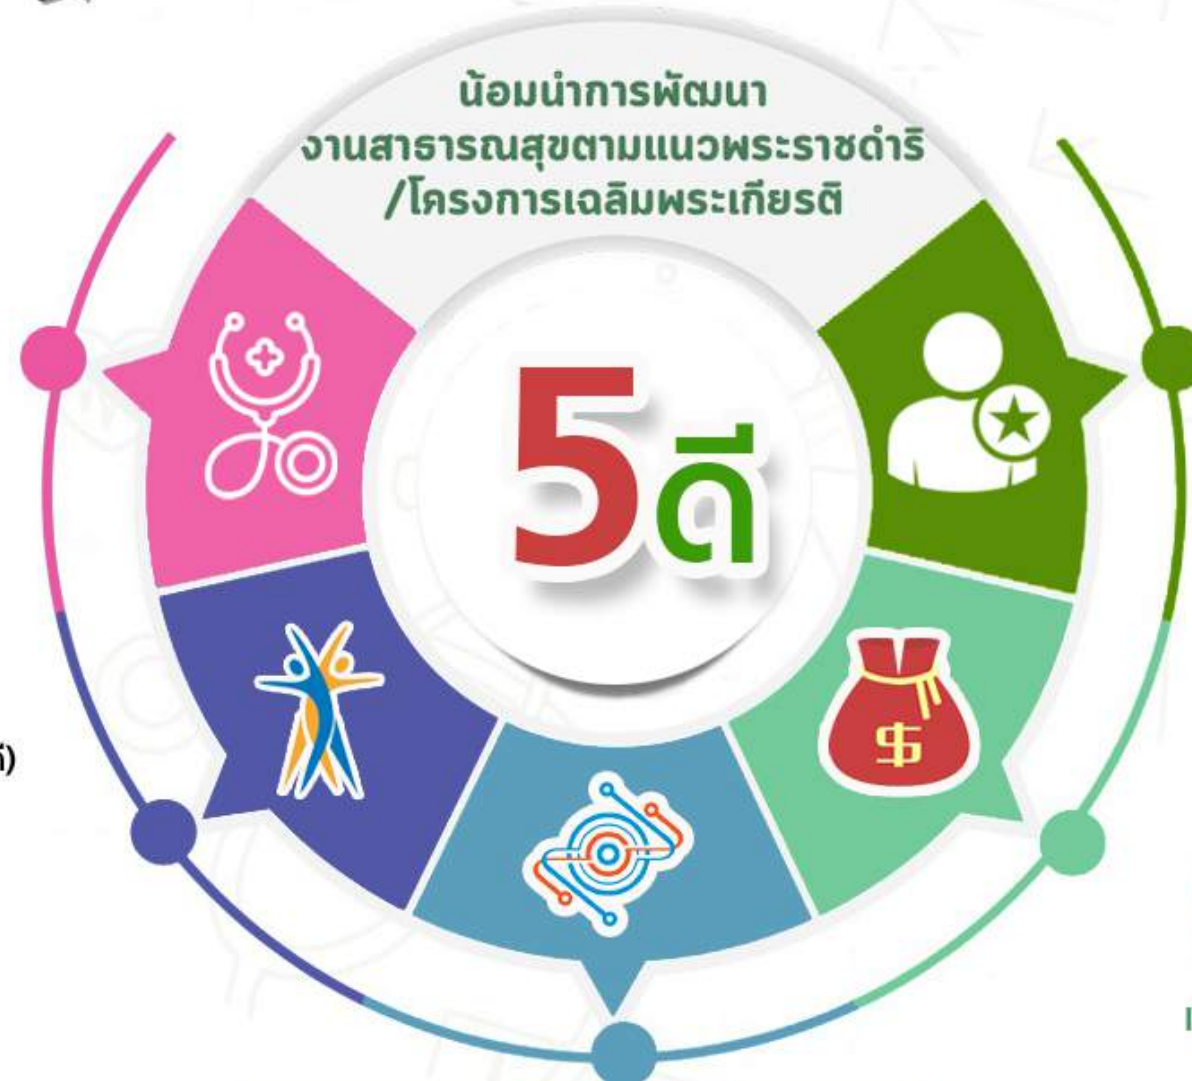 น้อมนำการพัฒนา
งานสาธารณสุขตามแนวพระราชดำริ
/โครงการเฉลิมพระเกียรติ
5ดี